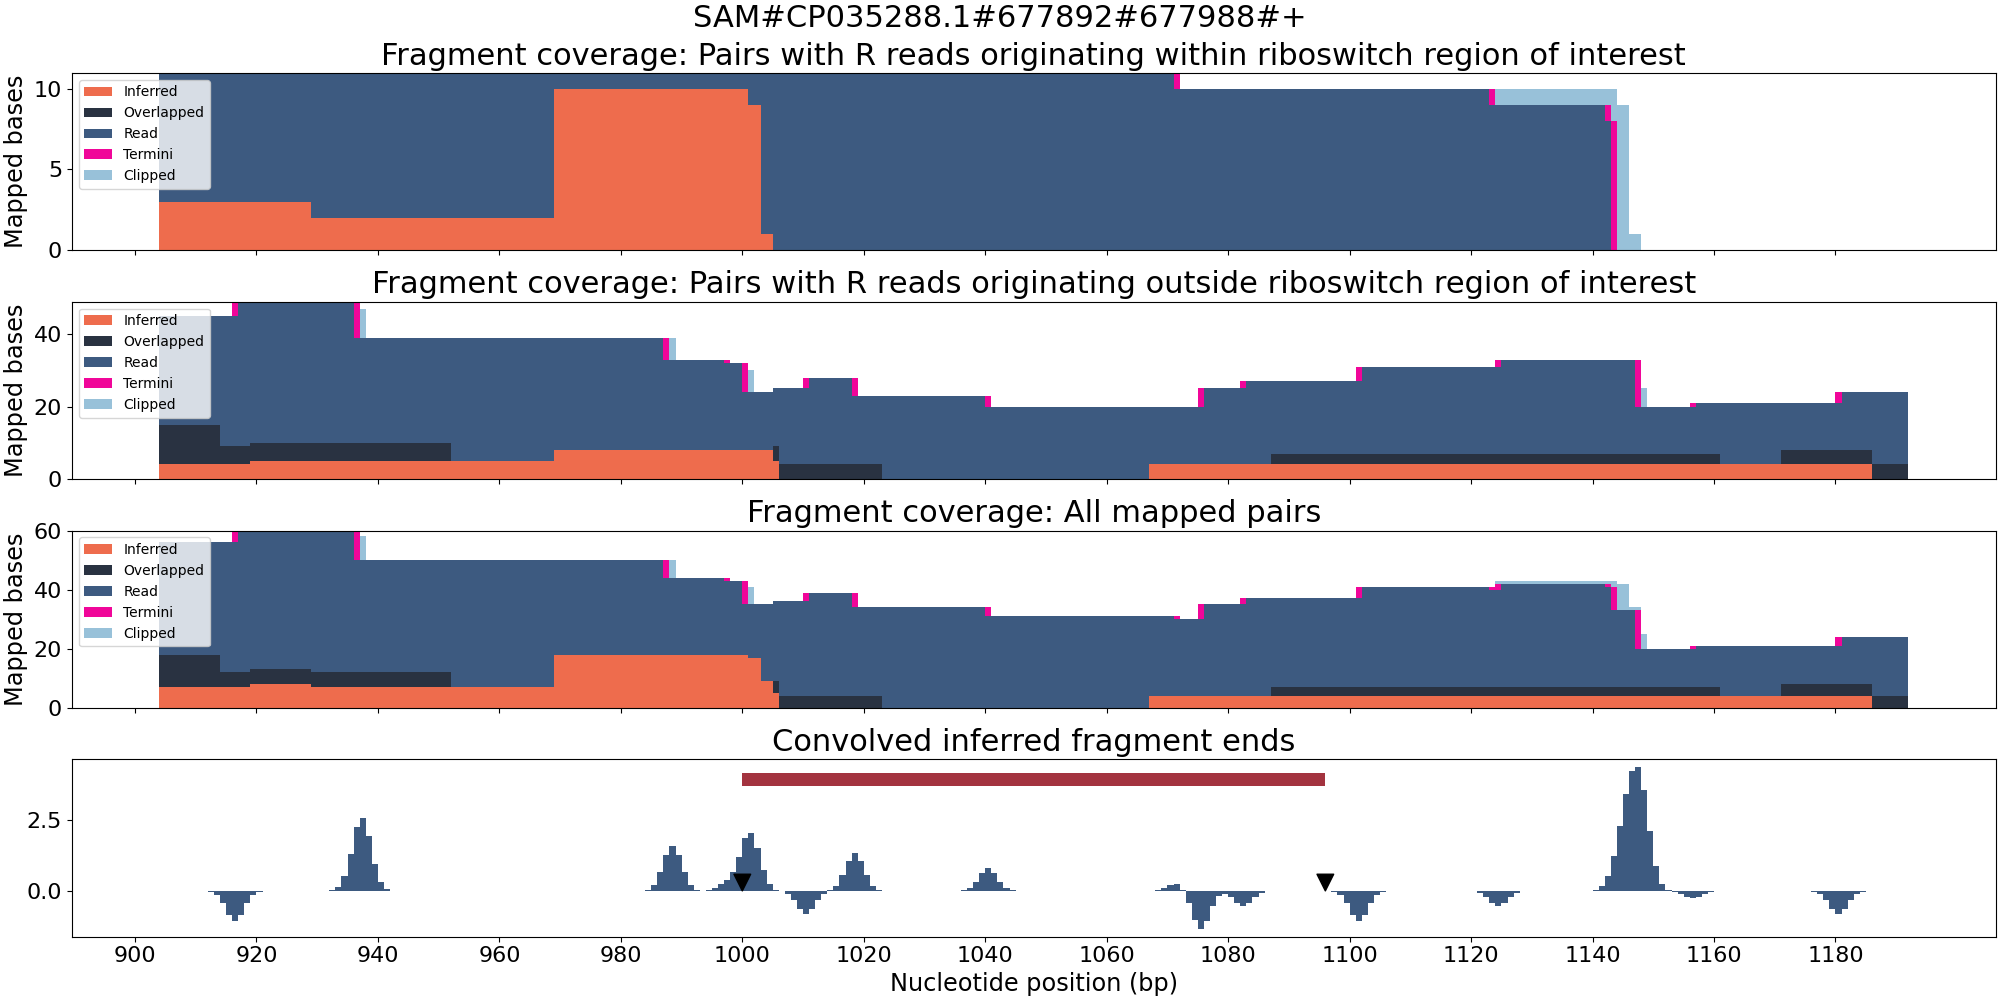 SAM#CP035288.1#677892#677988#+
Fragment coverage: Pairs with R reads originating within riboswitch region of interest
Mapped bases
10
5
0
Inferred
Overlapped
Read
Termini
Clipped
Fragment coverage: Pairs with R reads originating outside riboswitch region of interest
Mapped bases
40
20
0
Inferred
Overlapped
Read
Termini
Clipped
Fragment coverage: All mapped pairs
Mapped bases
60
40
20
0
Inferred
Overlapped
Read
Termini
Clipped
Convolved inferred fragment ends
2.5
0.0
900 920 940 960 980 1000 1020 1040 1060 1080 1100 1120 1140 1160 1180
Nucleotide position (bp)